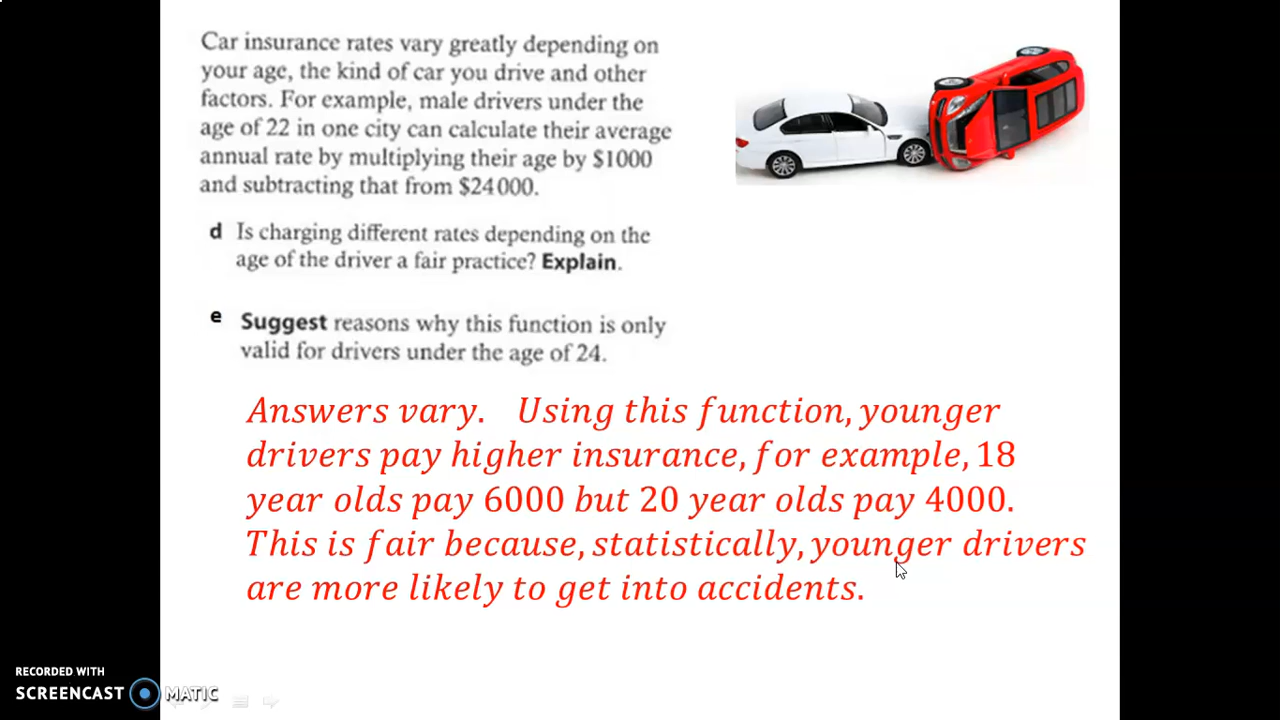 Car insurance rates vary greatly depending on
your age, the kind of car you drive and other
factors. For example, male drivers under the
age of 22 in one city can calculate their average
annual rate by multiplying their age by $1000
and subtracting that from $24 000.
d Is charging different rates depending on the
age of the driver a fair practice? Explain.
e Suggest reasons why this function is only
valid for drivers under the age of 24.
Answers vary. Using this function, younger
drivers pay higher insurance, for example, 18
year olds pay 6000 but 20 year olds pay 4000.
This is fair because, statistically, younger drivers
are more likely to get into accidents.
RECORDED WITH
SCREENCAST MATIC